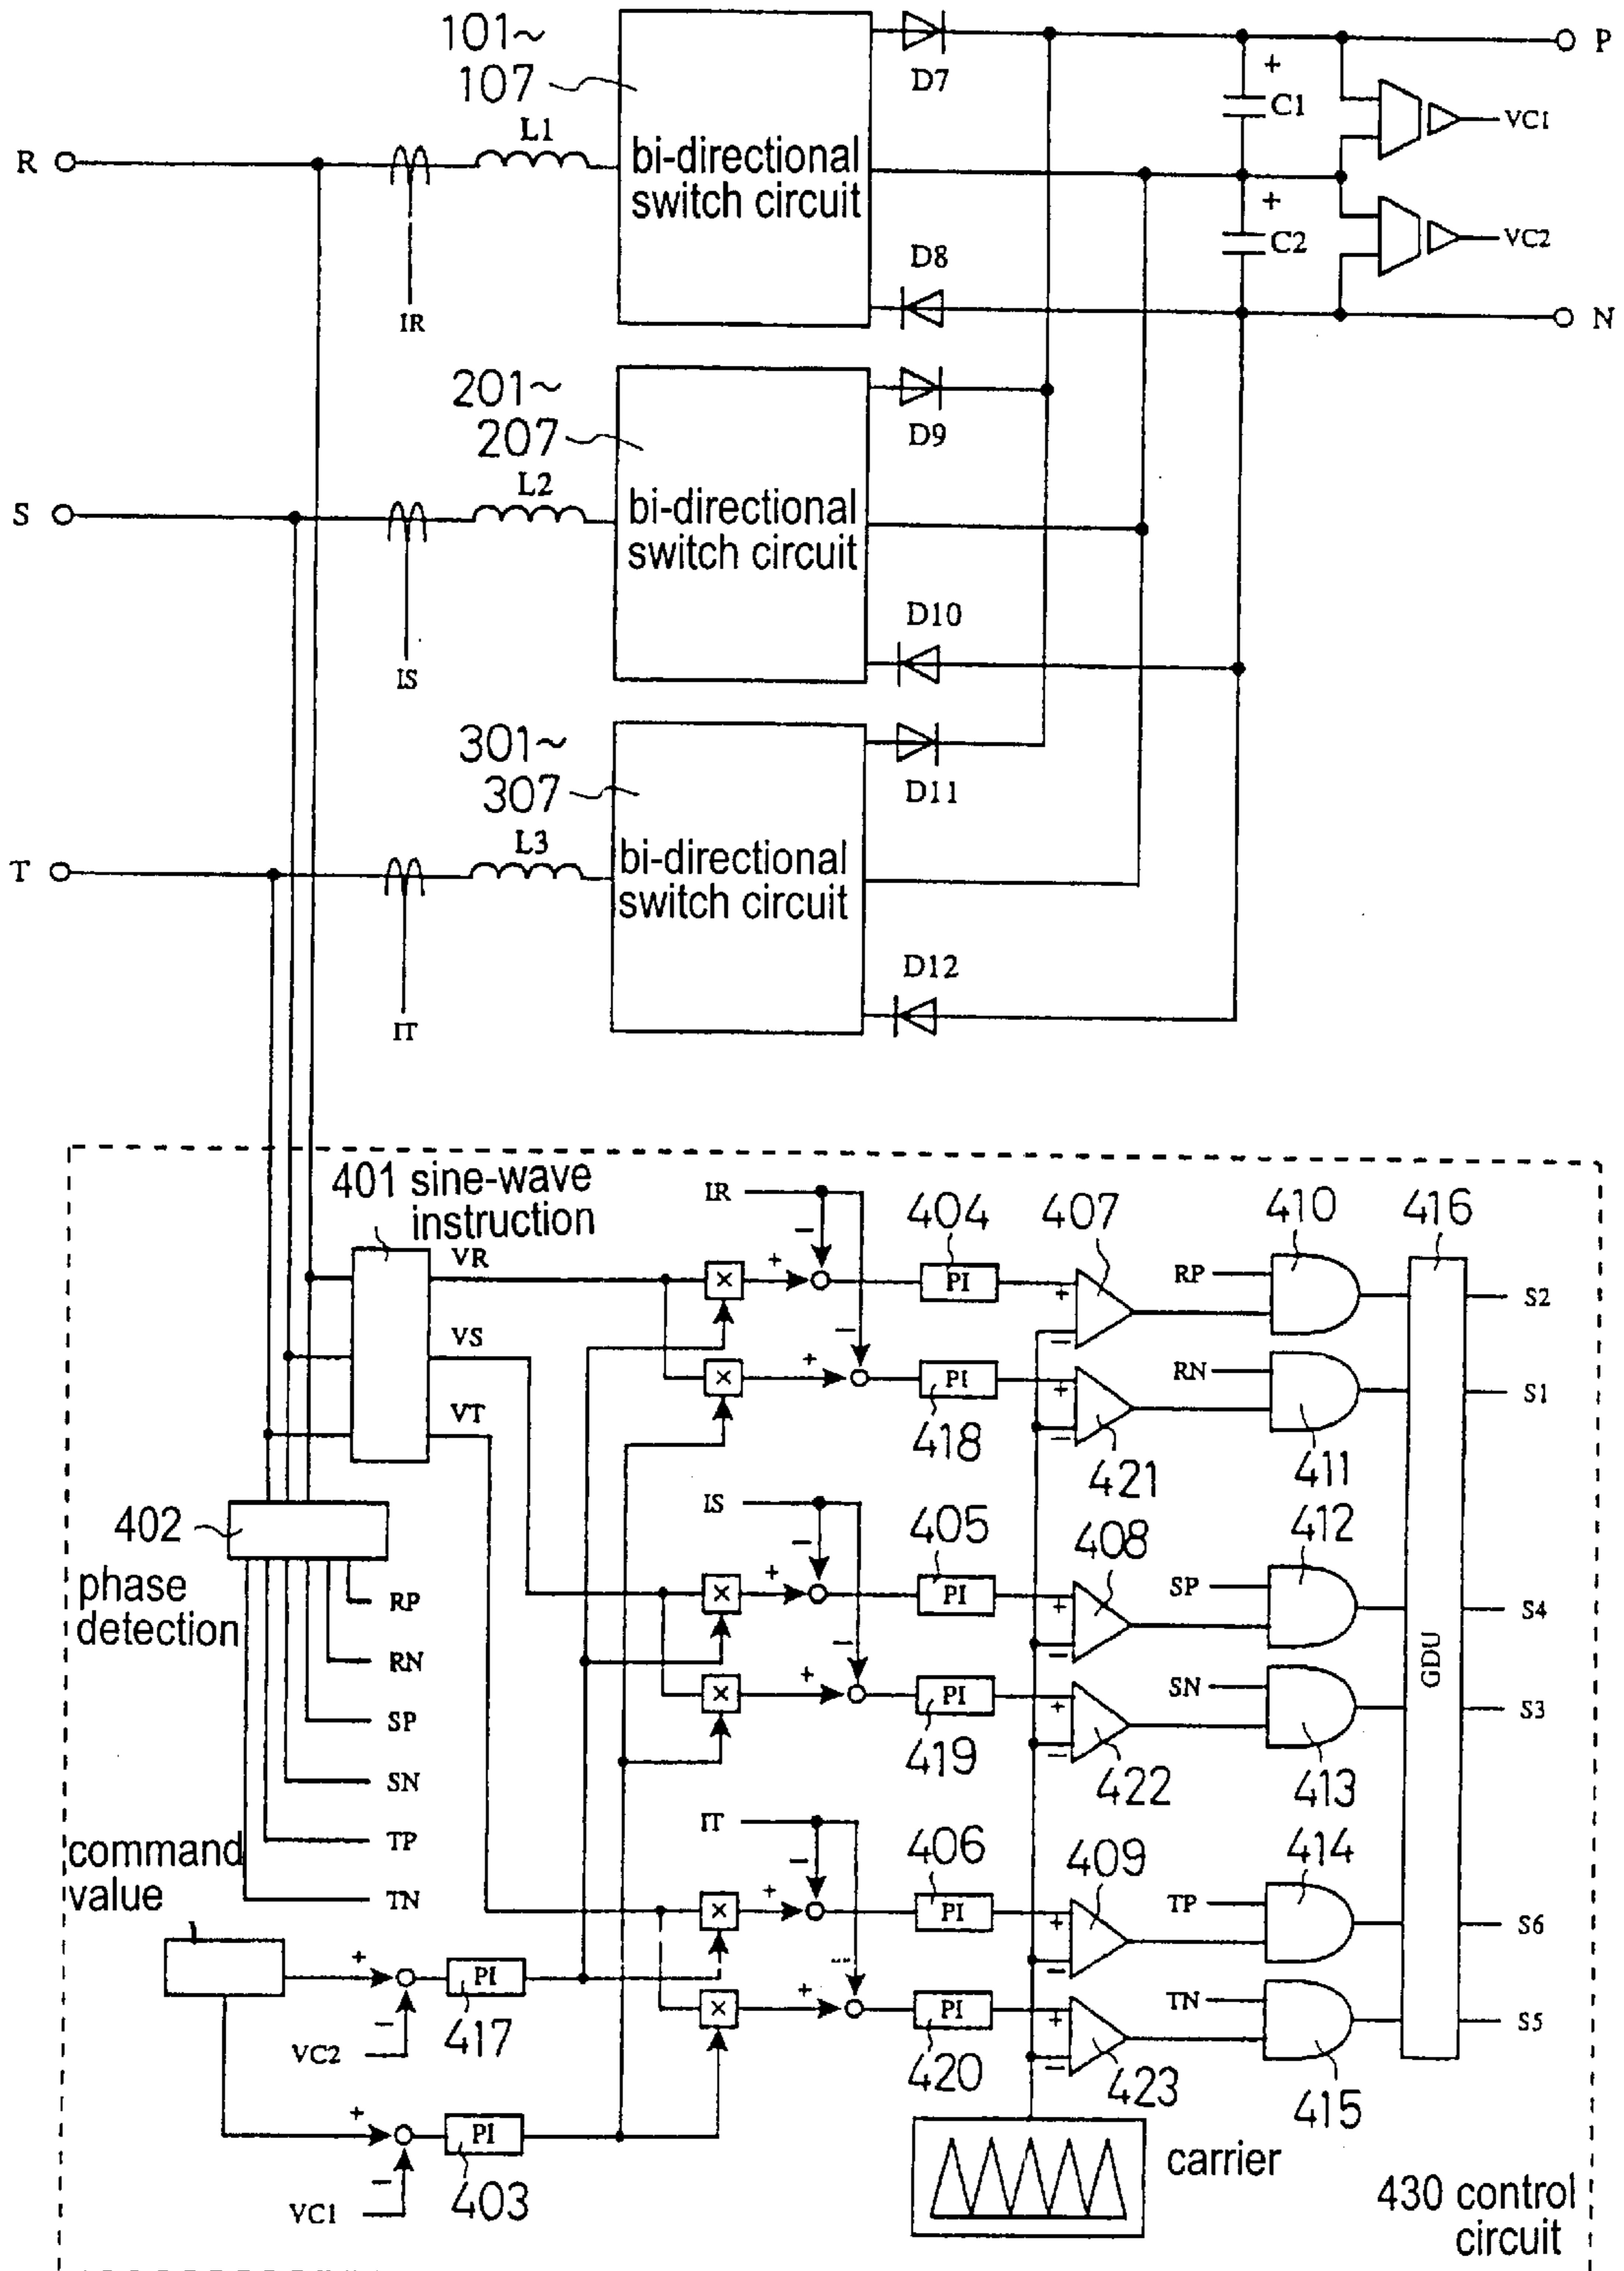 101~
107
D7
P
+
C1
VC1
L1
R
bi-directional
switch circuit
+
C2
VC2
D8
IR
N
201~
207
D9
L2
S
bi-directional
switch circuit
D10
IS
301~
307
D11
L3
T
bi-directional
switch circuit
D12
IT
401 sine-wave
instruction
IR
404
407
410
416
VR
−
+
×
PI
+
−
RP
S2
VS
−
+
×
PI
+
−
RN
S1
VT
418
421
411
402
phase
detection
IS
405
408
412
RP
−
+
×
PI
+
−
SP
S4
RN
GDU
SP
−
+
×
PI
+
−
SN
S3
SN
419
422
413
TP
TN
command
value
IT
406
409
414
−
+
×
PI
+
−
TP
S6
+
PI
−
VC2
417
−
+
×
PI
+
−
TN
S5
420
423
415
+
PI
−
VC1
403
carrier
430 control
circuit